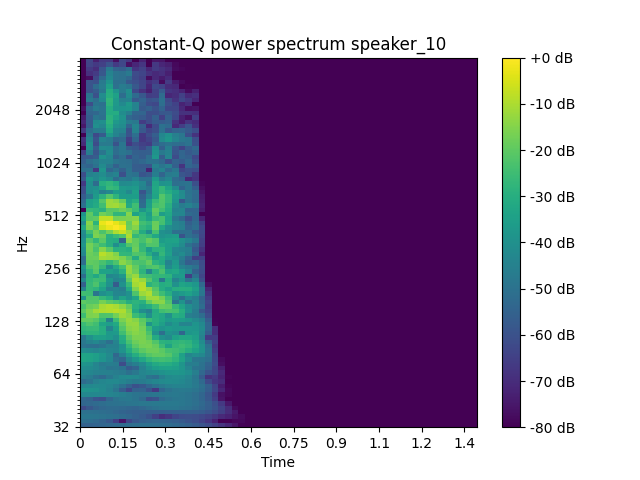 Constant-Q power spectrum speaker_10
Hz
2048
1024
512
256
128
64
32
0 0.15 0.3 0.45 0.6 0.75 0.9 1.1 1.2 1.4
Time
+0 dB
-10 dB
-20 dB
-30 dB
-40 dB
-50 dB
-60 dB
-70 dB
-80 dB